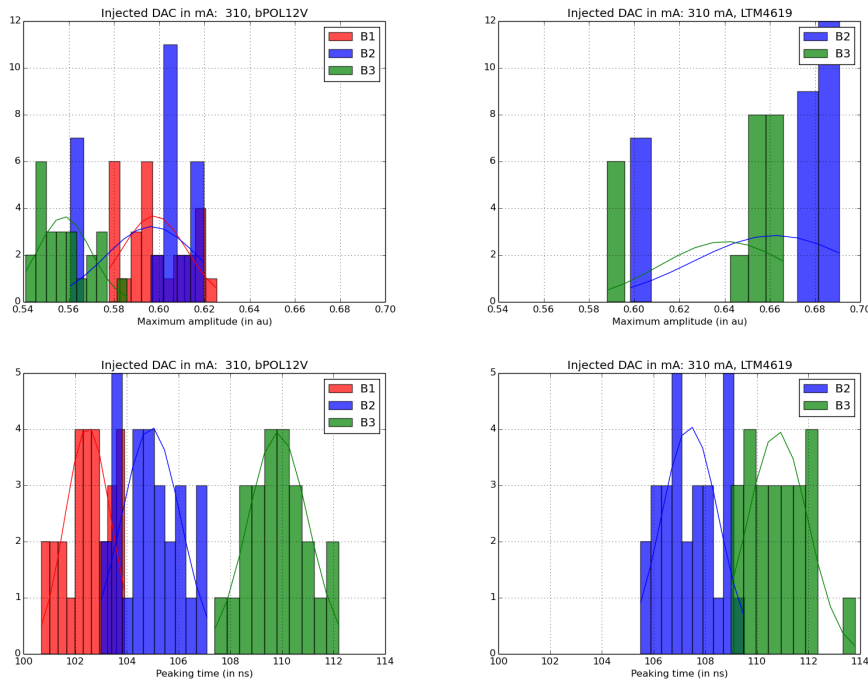 Injected DAC in mA: 310, bPOL12V
12
10
8
6
4
2
0
B1
B2
B3
0.54 0.56 0.58 0.60 0.62 0.64 0.66 0.68 0.70
Maximum amplitude (in au)
Injected DAC in mA: 310 mA, LTM4619
12
10
8
6
4
2
0
B2
B3
0.54 0.56 0.58 0.60 0.62 0.64 0.66 0.68 0.70
Maximum amplitude (in au)
Injected DAC in mA: 310, bPOL12V
5
4
3
2
1
0
B1
B2
B3
100 102 104 106 108 110 112 114
Peaking time (in ns)
Injected DAC in mA: 310 mA, LTM4619
5
4
3
2
1
0
B2
B3
100 102 104 106 108 110 112 114
Peaking time (in ns)